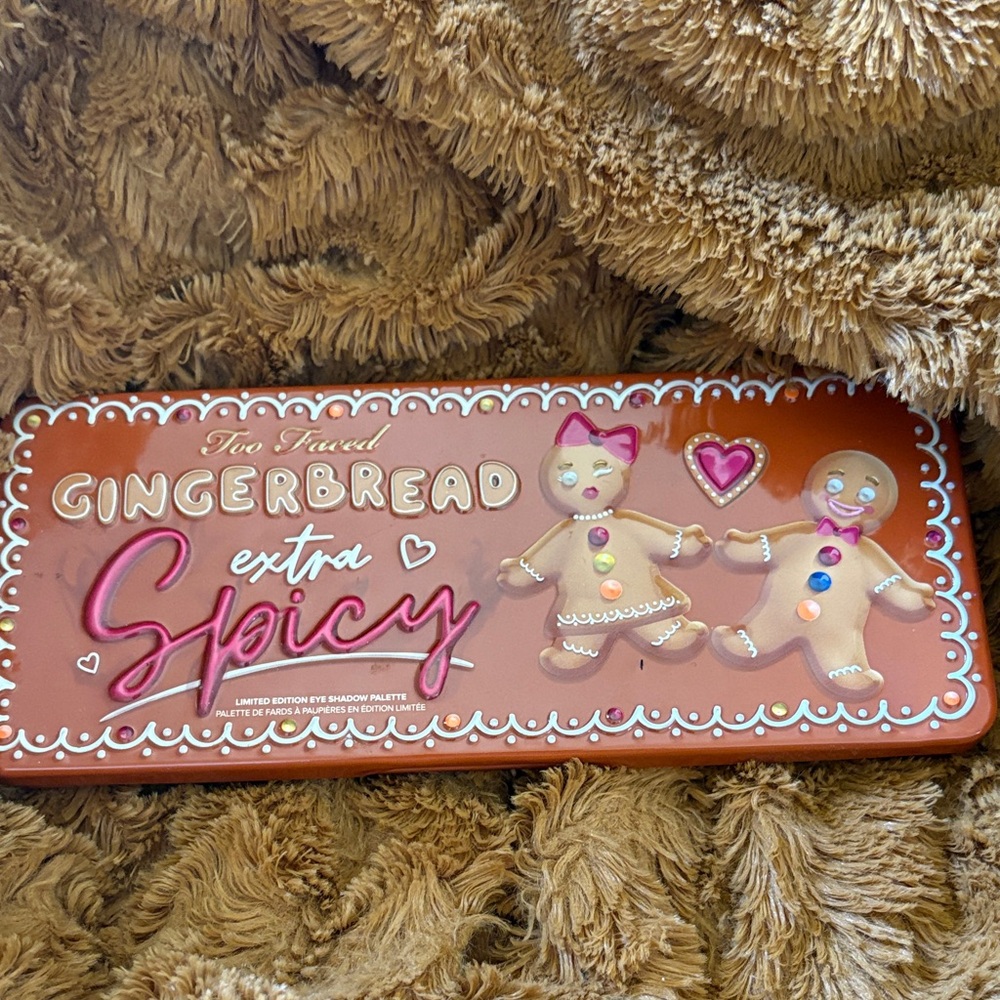 Too Faced
GINGERBREAD
extra
Spicy
LIMITED EDITION EYE SHADOW PALETTE
PALETTE DE FARDS À PAUPIÈRES EN ÉDITION LIMITÉE